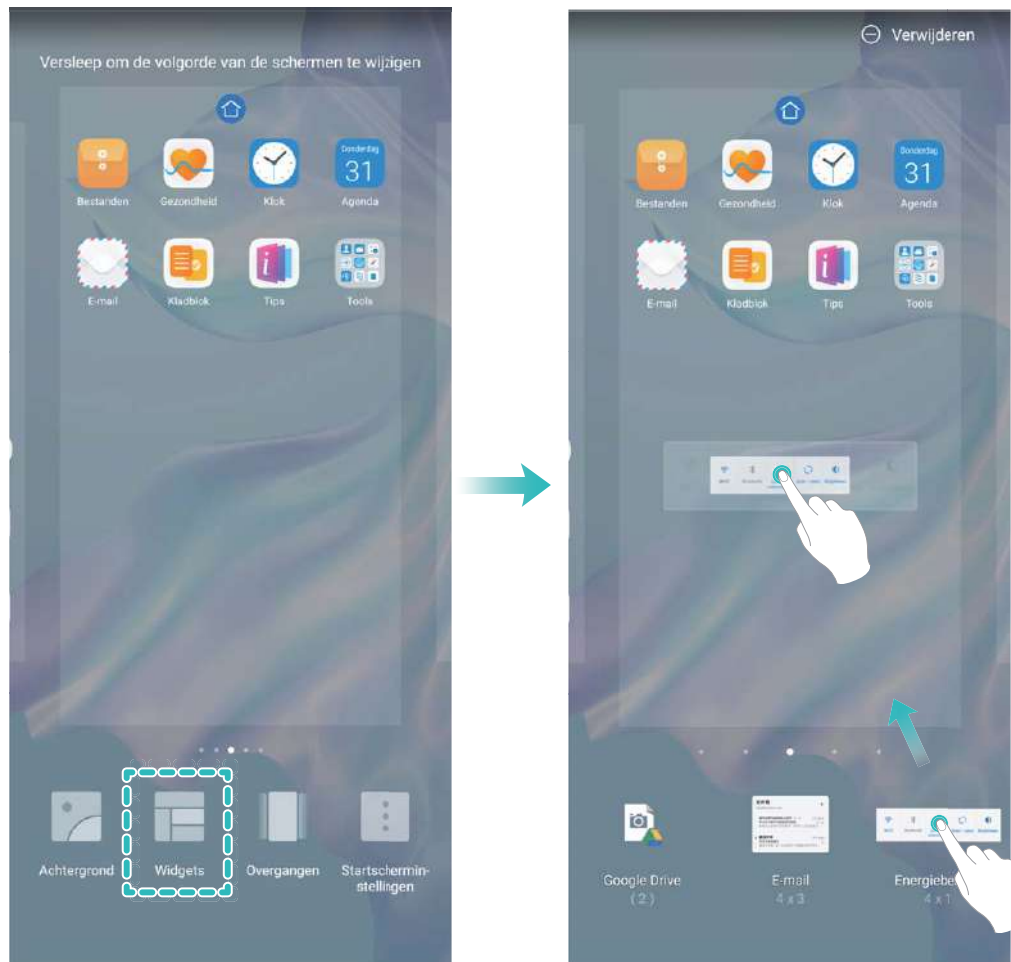 Versleep om de volgorde van de schermen te wijzigen
Donderdag
31
Bestanden
Gezondheid
Klok
Agenda
E-mail
Kladblok
Tips
Tools
Achtergrond
Widgets
Overgangen
Startschermin-
stellingen
Verwijderen
Donderdag
31
Bestanden
Gezondheid
Klok
Agenda
E-mail
Kladblok
Tips
Tools
Google Drive
(2)
E-mail
4 x 3
4 x 1